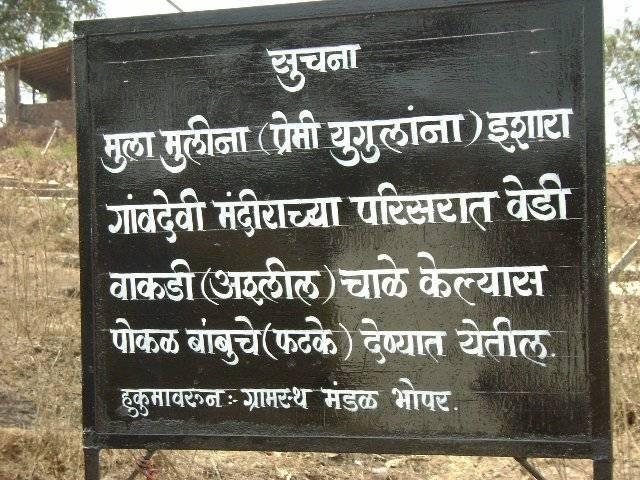 सुचना
मुला मुलीना (प्रेमी युगुलांना) इशारा
गांवदेवी मंदीराच्या परिसरात वेडी
वाकडी (अश्लील) चाळे केल्यास
पोकळ बांबुचे (फटके) देण्यात येतील.
हुकुमावरून :- ग्रामस्थ मंडळ भोपर.